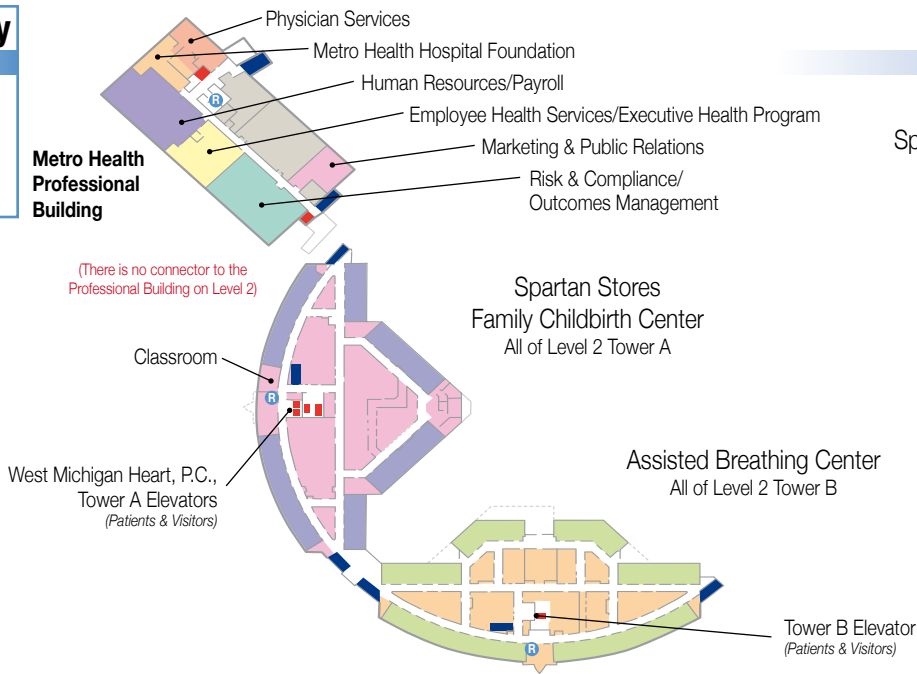 y
Physician Services
Metro Health Hospital Foundation
Human Resources/Payroll
Employee Health Services/Executive Health Program
Marketing & Public Relations
Risk & Compliance/
Outcomes Management
Sp
R
Metro Health
Professional
Building
(There is no connector to the
Professional Building on Level 2)
Spartan Stores
Family Childbirth Center
All of Level 2 Tower A
Classroom
R
West Michigan Heart, P.C.,
Tower A Elevators
(Patients & Visitors)
Assisted Breathing Center
All of Level 2 Tower B
Tower B Elevator
(Patients & Visitors)
R